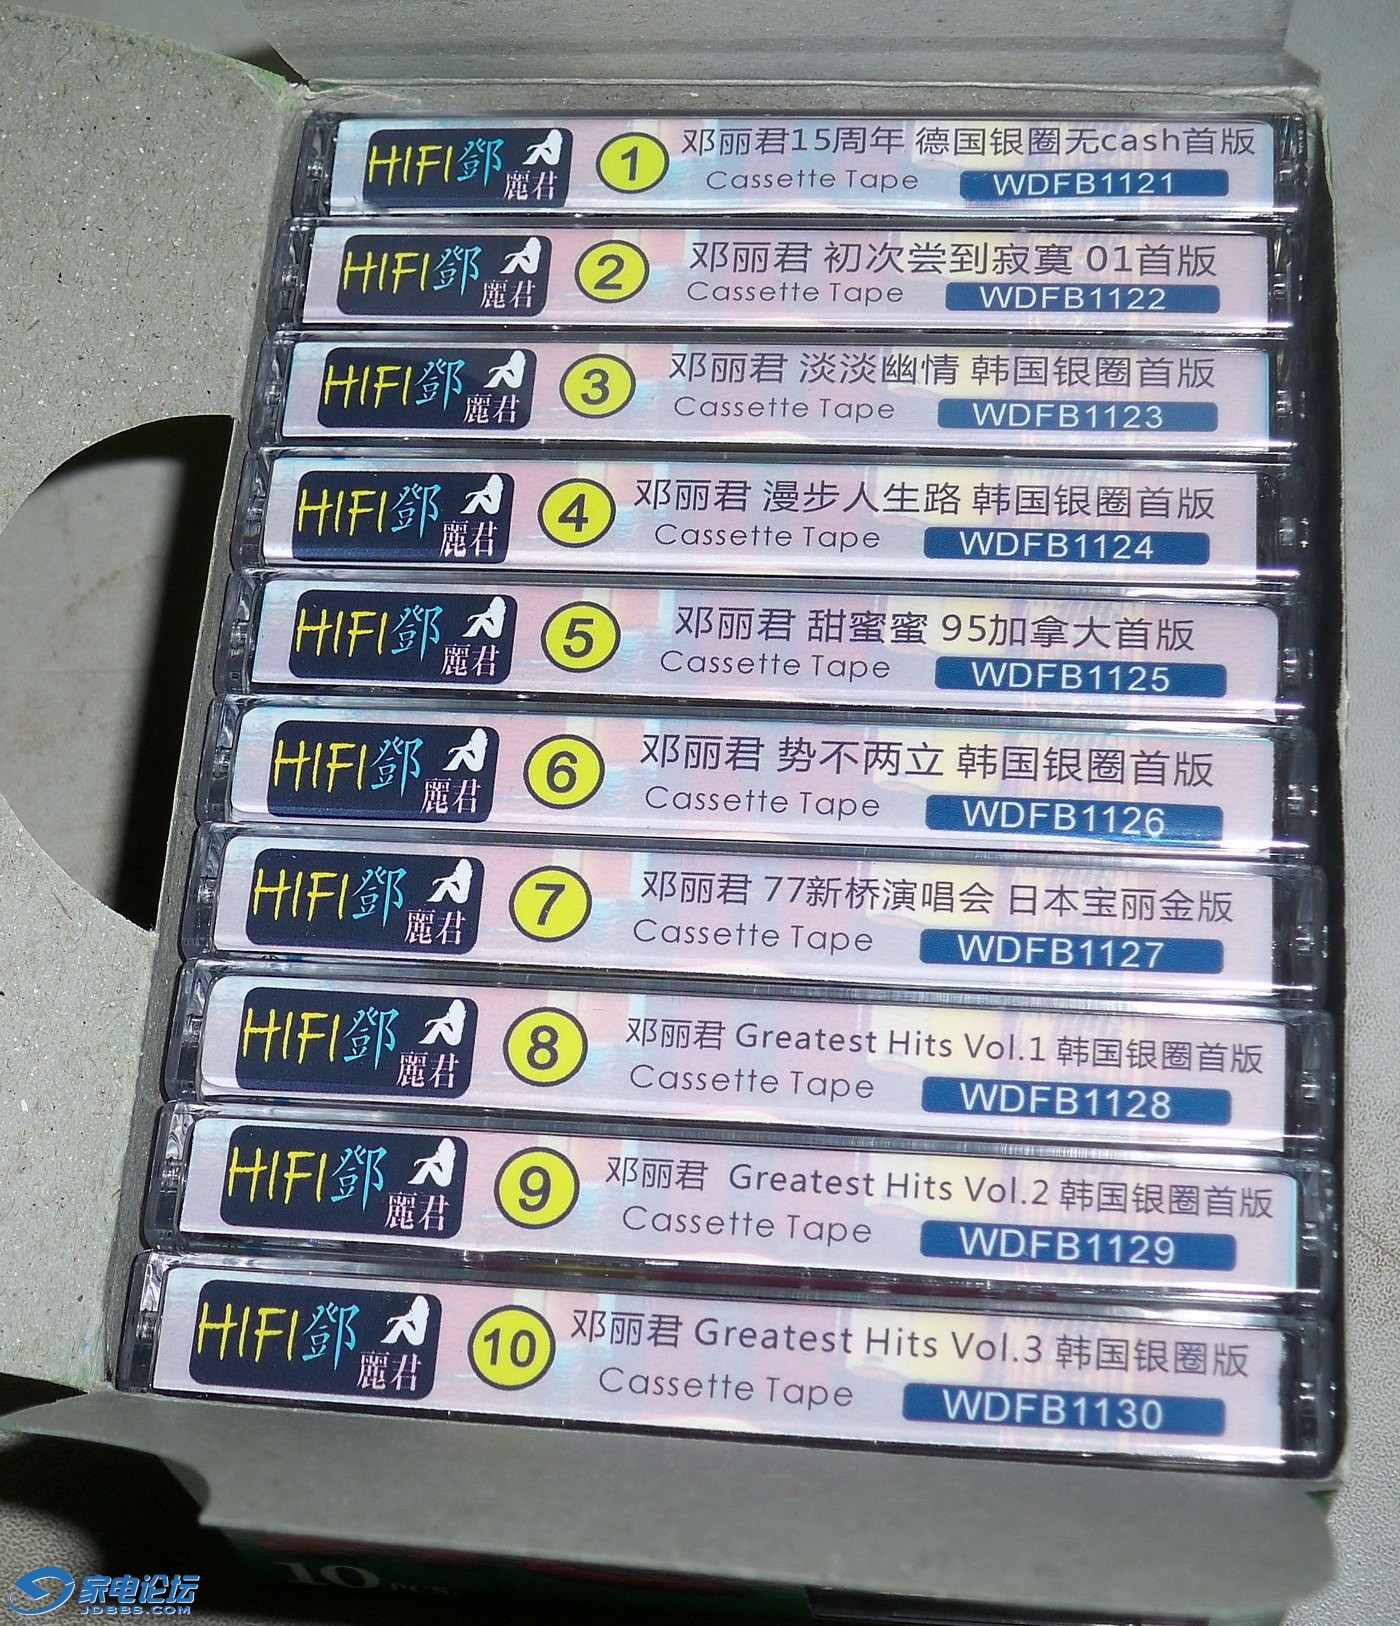 HIFI鄧麗君 1 邓丽君15周年 德国银圈无cash首版
Cassette Tape WDFB1121
HIFI鄧麗君 2 邓丽君 初次尝到寂寞 01首版
Cassette Tape WDFB1122
HIFI鄧麗君 3 邓丽君 淡淡幽情 韩国银圈首版
Cassette Tape WDFB1123
HIFI鄧麗君 4 邓丽君 漫步人生路 韩国银圈首版
Cassette Tape WDFB1124
HIFI鄧麗君 5 邓丽君 甜蜜蜜 95加拿大首版
Cassette Tape WDFB1125
HIFI鄧麗君 6 邓丽君 势不两立 韩国银圈首版
Cassette Tape WDFB1126
HIFI鄧麗君 7 邓丽君 77新桥演唱会 日本宝丽金版
Cassette Tape WDFB1127
HIFI鄧麗君 8 邓丽君 Greatest Hits Vol.1 韩国银圈首版
Cassette Tape WDFB1128
HIFI鄧麗君 9 邓丽君 Greatest Hits Vol.2 韩国银圈首版
Cassette Tape WDFB1129
HIFI鄧麗君 10 邓丽君 Greatest Hits Vol.3 韩国银圈版
Cassette Tape WDFB1130
10 PCS
家电论坛
JDBBS.COM